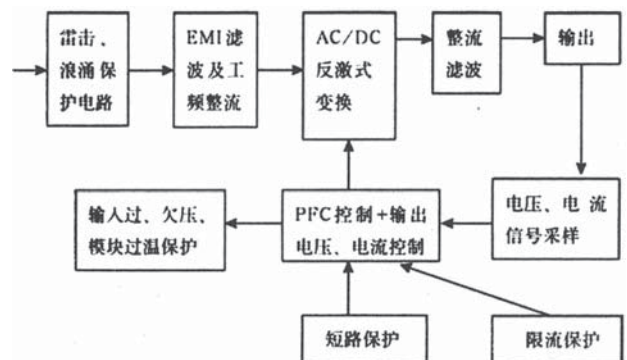 雷击、
浪涌保
护电路
EMI滤
波及工
频整流
AC/DC
反激式
变换
整流
滤波
输出
输入过、欠压、
模块过温保护
PFC控制+输出
电压、电流控制
电压、电流
信号采样
短路保护
限流保护